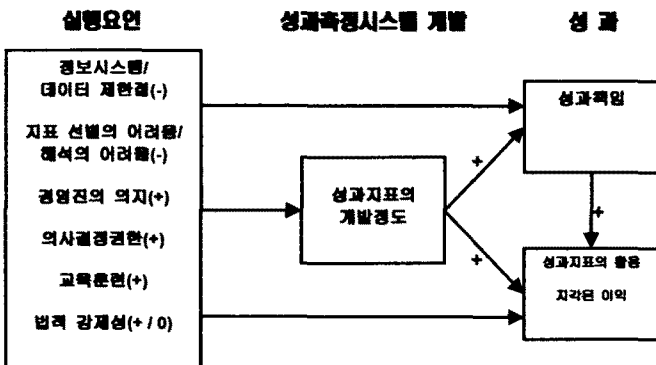 실행요인
성과측정시스템 개발
성 과
정보시스템/
데이터 제한점(-)
지표 선별의 어려움/
해석의 어려움(-)
경영진의 의지(+)
의사결정권한(+)
교육훈련(+)
법적 강제성(+ / 0)
성과지표의
개발정도
성과책임
+
+
+
성과지표의 활용
지각된 이익